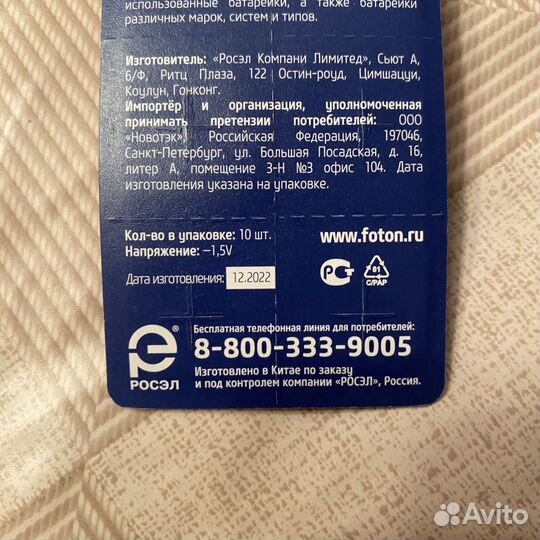 использованные батарейки, а также батарейки
различных марок, систем и типов.
Изготовитель: «Росэл Компани Лимитед», Сьют А,
6/Ф, Ритц Плаза, 122 Остин-роуд, Цимшацуи,
Коулун, Гонконг.
Импортёр и организация, уполномоченная
принимать претензии потребителей: ООО
«Новотэк», Российская Федерация, 197046,
Санкт-Петербург, ул. Большая Посадская, д. 16,
литер А, помещение 3-Н №3 офис 104. Дата
изготовления указана на упаковке.
Кол-во в упаковке: 10 шт.
Напряжение: –1,5V
www.foton.ru
Дата изготовления: 12.2022
РСТ
81
C/PAP
Бесплатная телефонная линия для потребителей:
8-800-333-9005
®
РОСЭЛ
Изготовлено в Китае по заказу
и под контролем компании «РОСЭЛ», Россия.
Avito